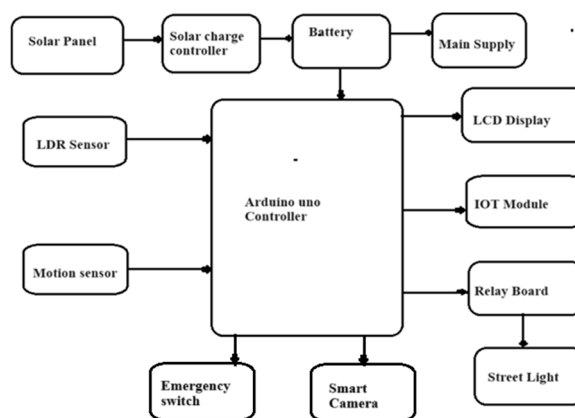 Solar Panel
Solar charge
controller
Battery
Main Supply
LDR Sensor
LCD Display
Arduino uno
Controller
IOT Module
Motion sensor
Relay Board
Emergency
switch
Smart
Camera
Street Light